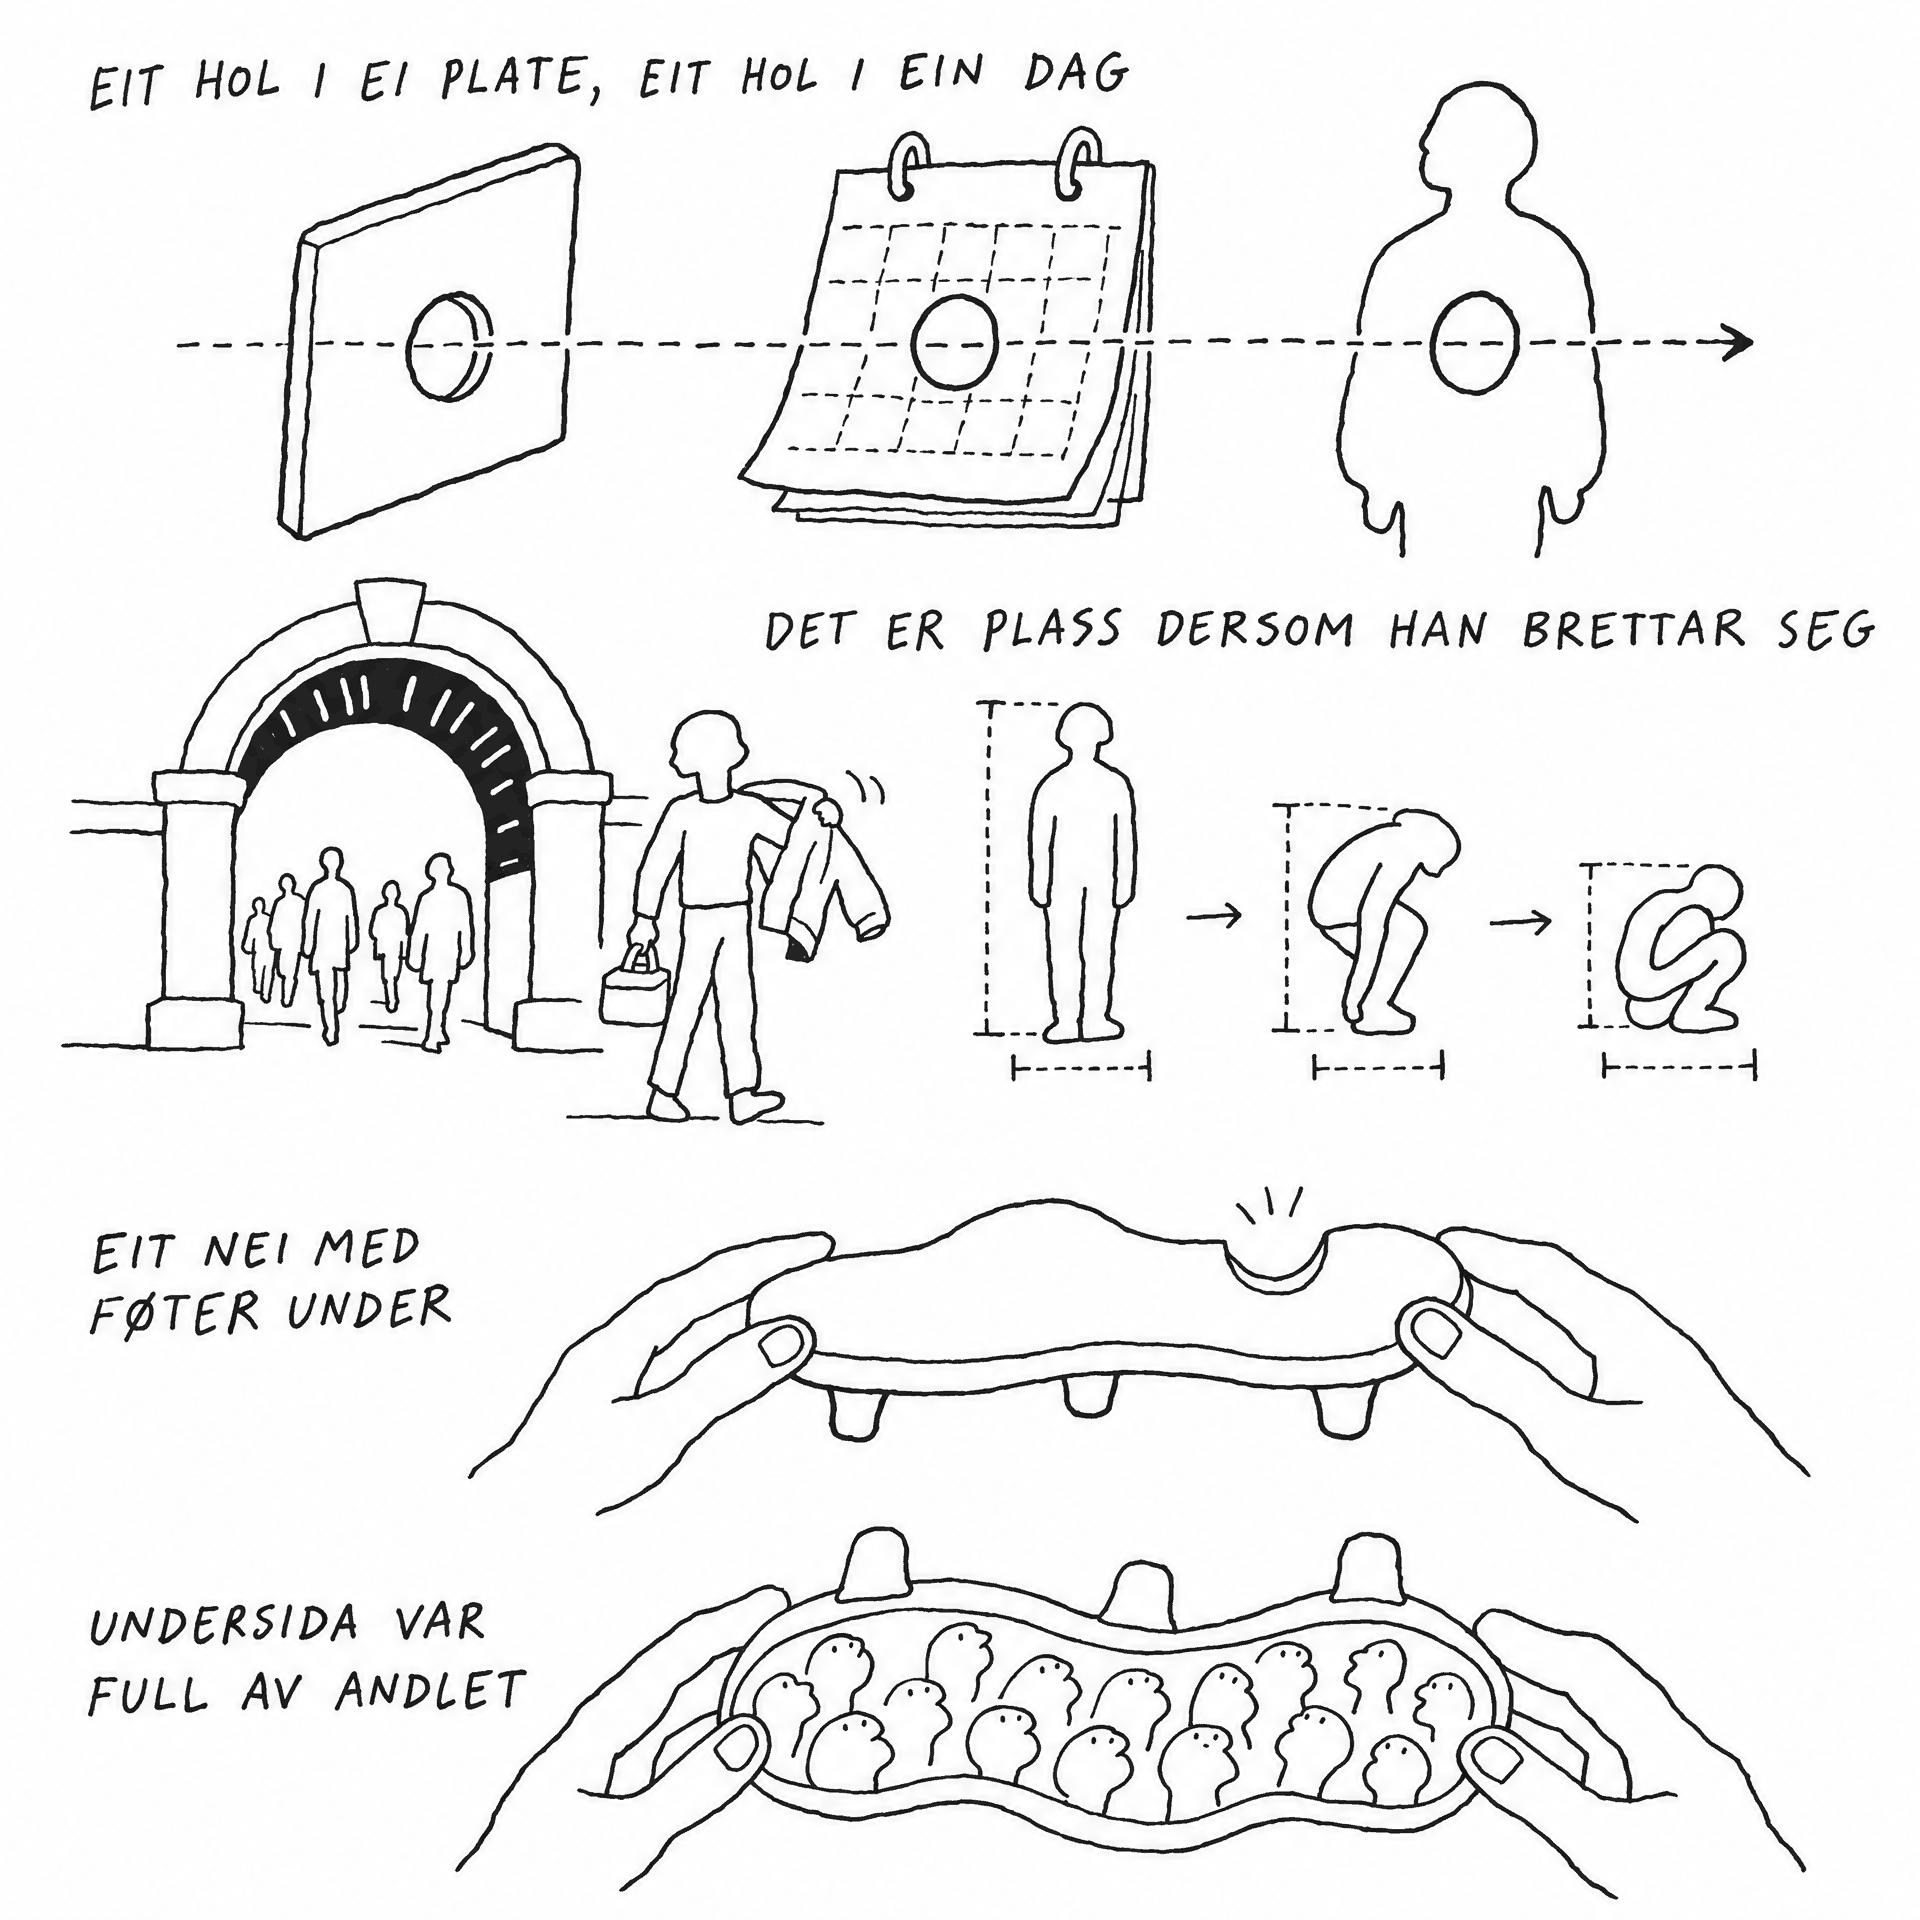 EIT HOL I EI PLATE, EIT HOL I EIN DAG
DET ER PLASS DERSOM HAN BRETTAR SEG
EIT NEI MED
FØTER UNDER
UNDERSIDA VAR
FULL AV ANDLET